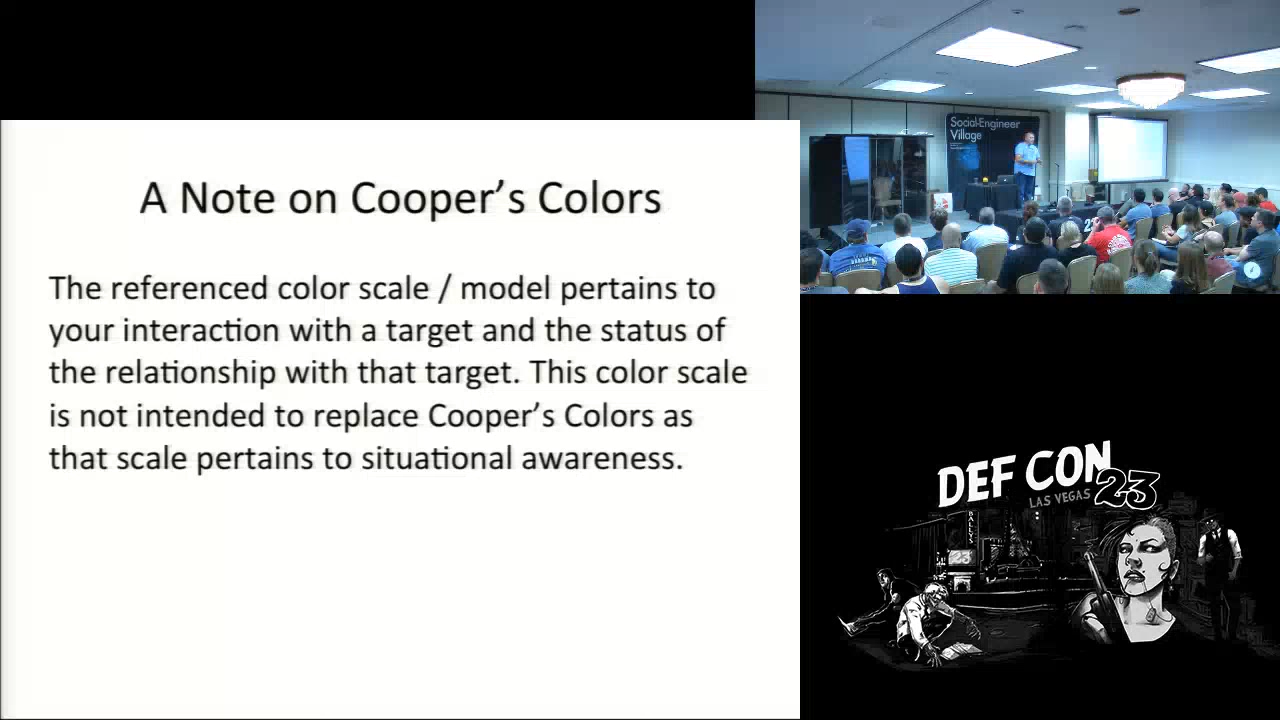 A Note on Cooper's Colors
The referenced color scale / model pertains to
your interaction with a target and the status of
the relationship with that target. This color scale
is not intended to replace Cooper's Colors as
that scale pertains to situational awareness.
Social-Engineer
Village
DEF CON
23
LAS VEGAS
BALLYS
23